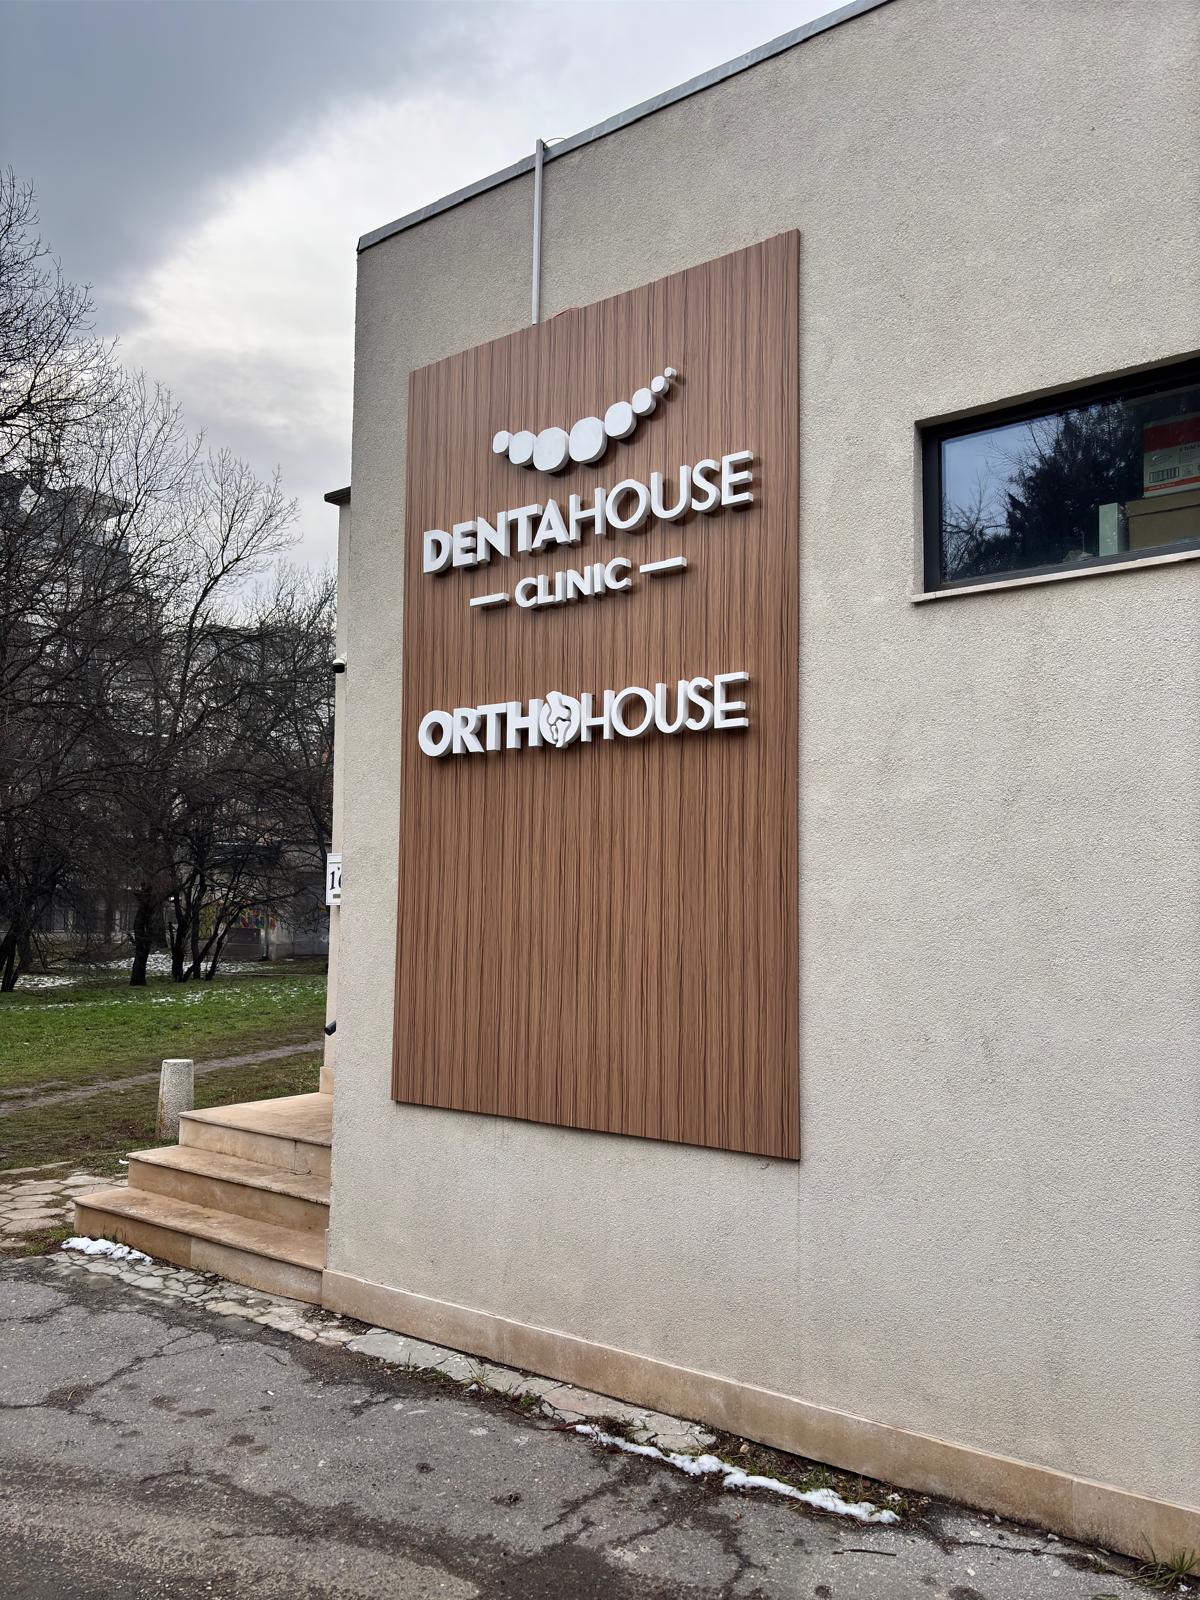 DENTAHOUSE
— CLINIC —
ORTHOHOUSE